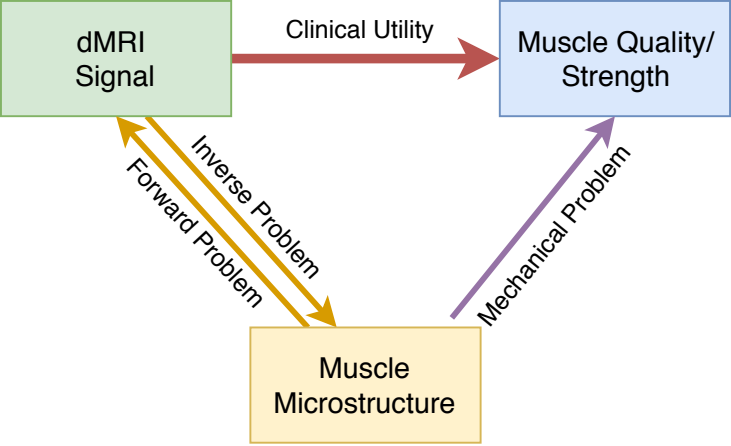 dMRI
Signal
Clinical Utility
Muscle Quality/
Strength
Inverse Problem
Forward Problem
Mechanical Problem
Muscle
Microstructure